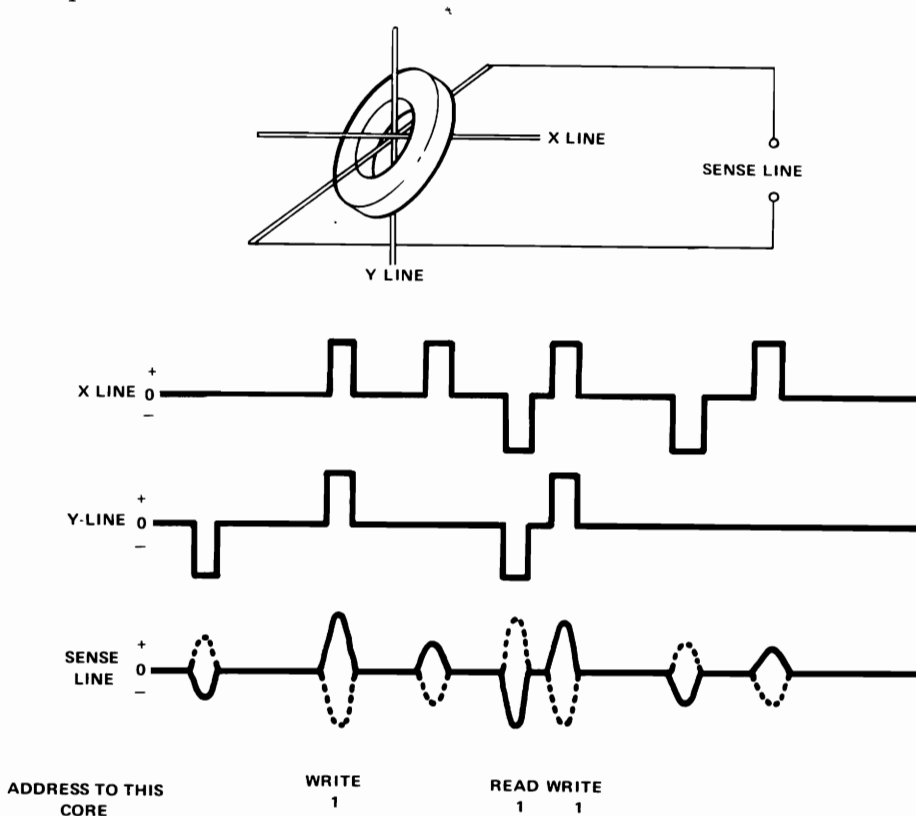 X LINE
SENSE LINE
Y LINE
+
X LINE 0
–
+
Y-LINE 0
–
+
SENSE
LINE
0
–
ADDRESS TO THIS
CORE
WRITE
1
READ WRITE
1 1